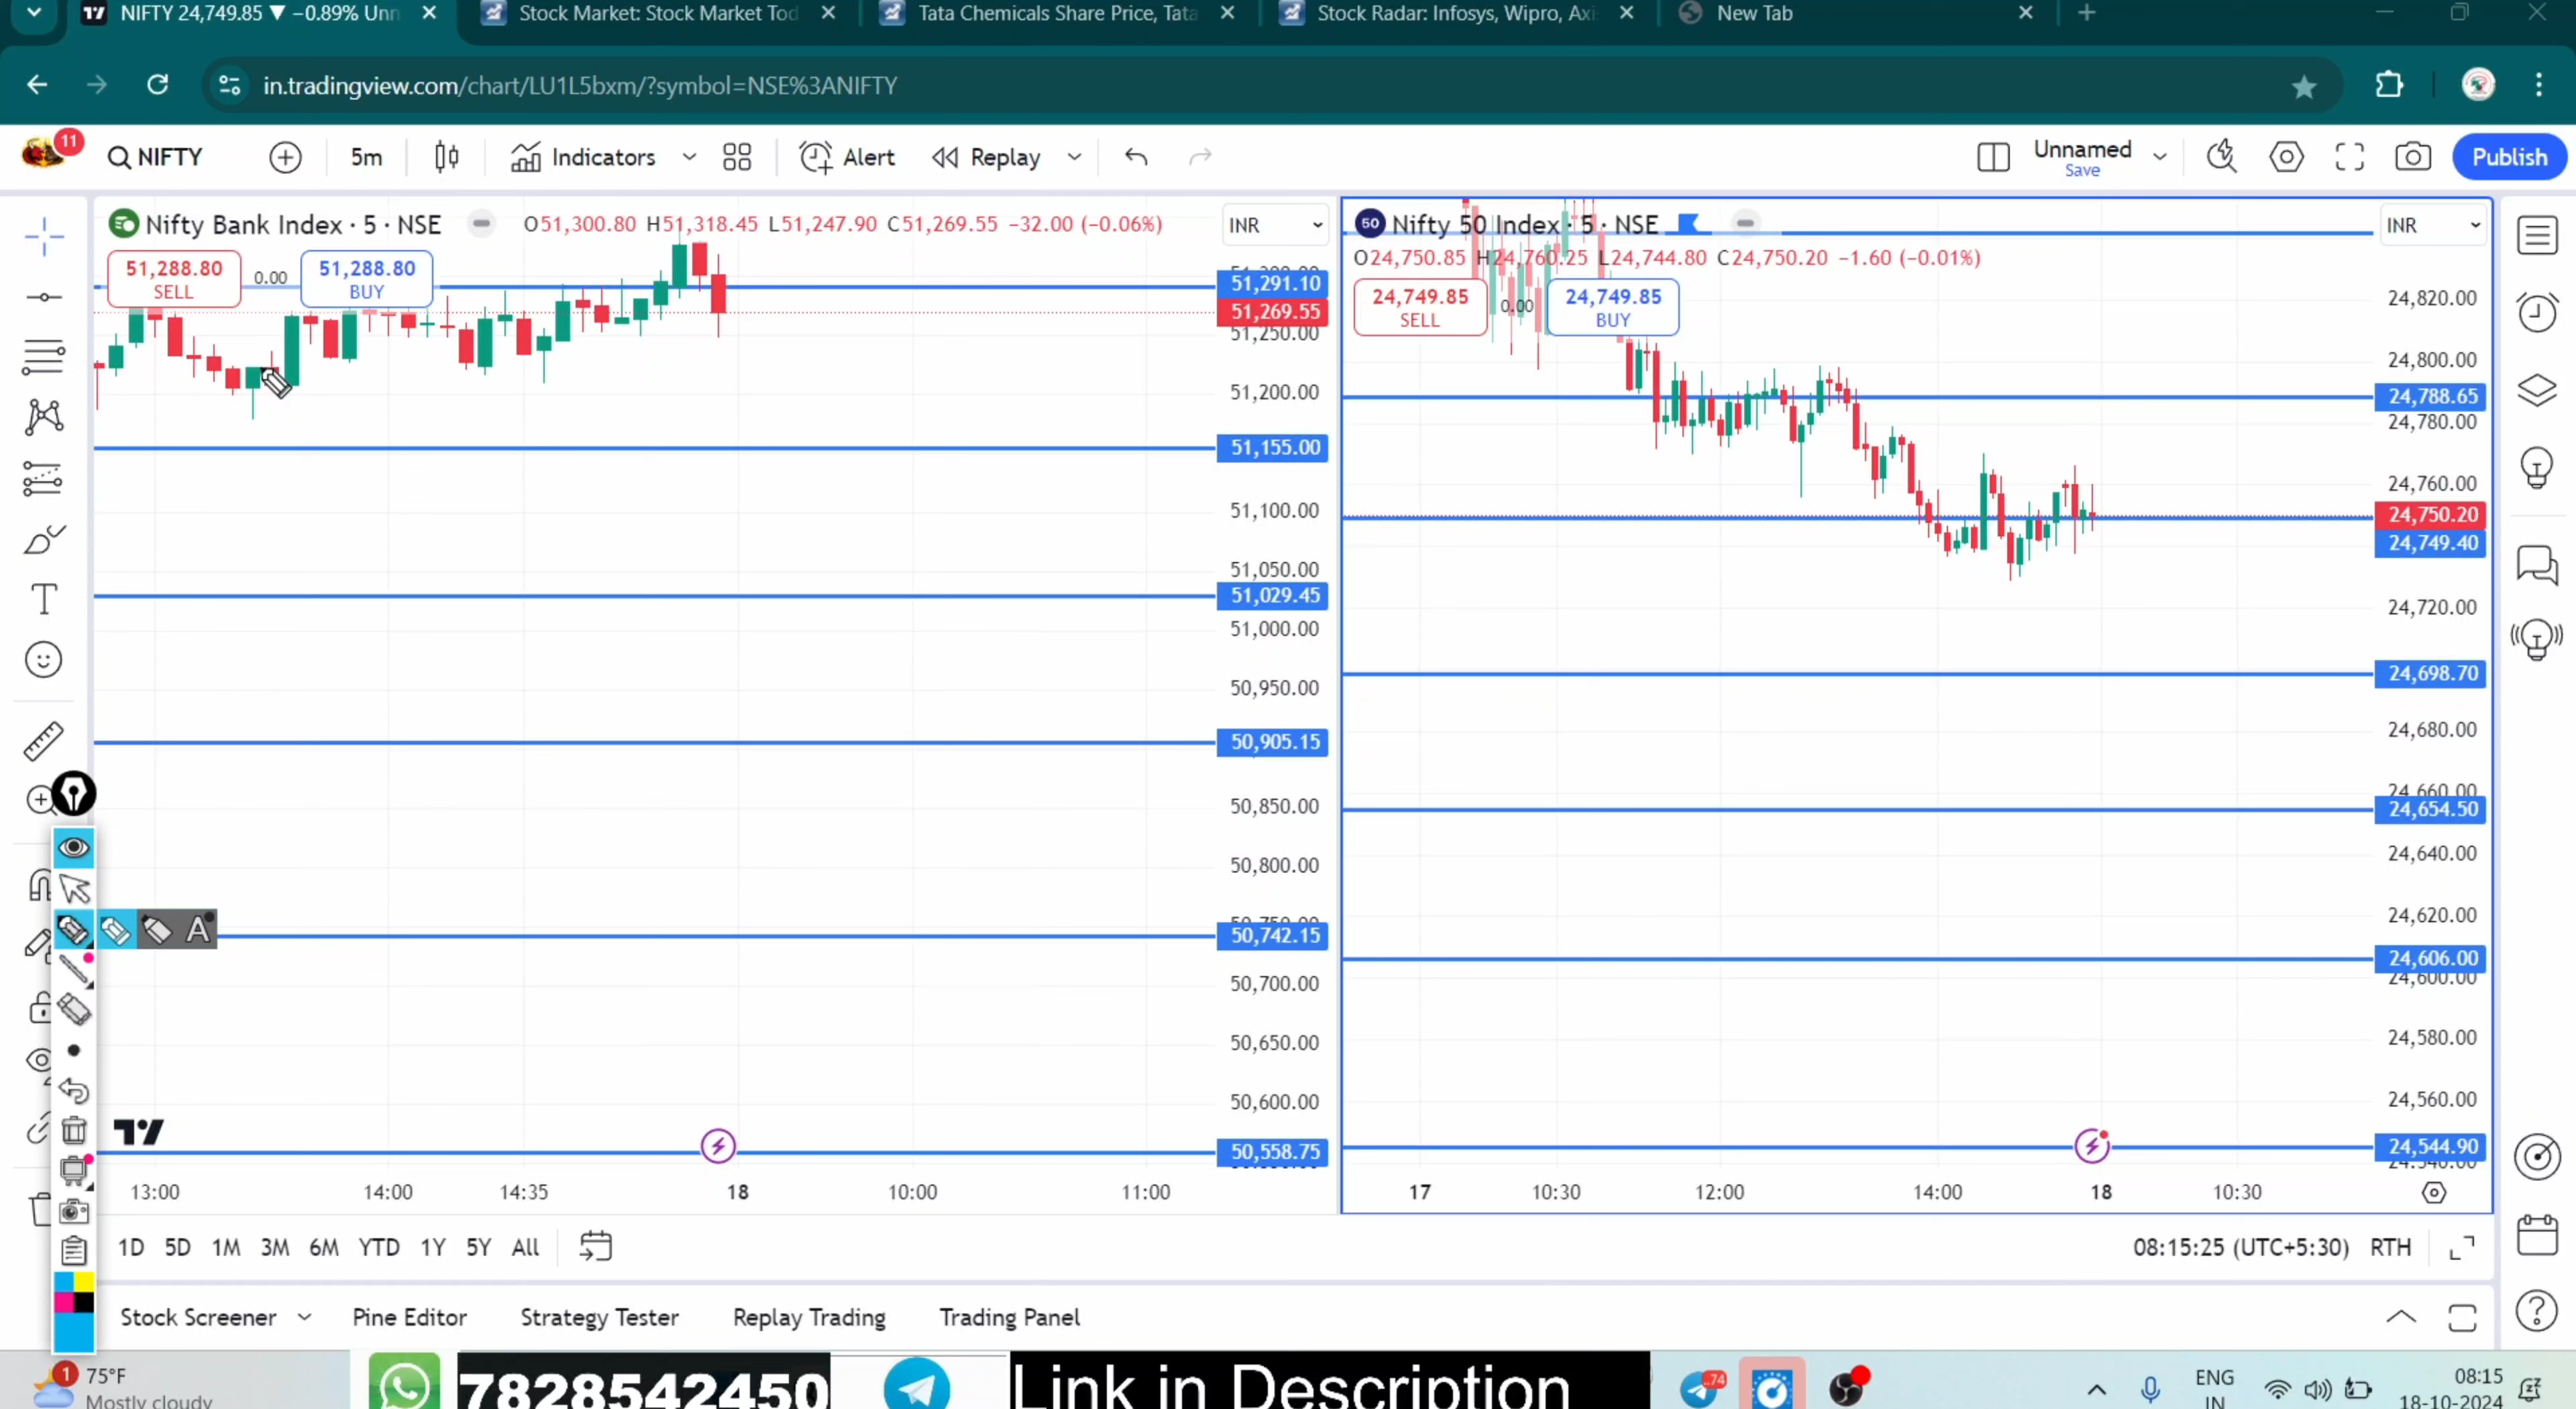 NIFTY 24,749.85 ▼ −0.89% Unn
Stock Market: Stock Market Tod
Tata Chemicals Share Price, Tata
Stock Radar: Infosys, Wipro, Axi
New Tab
in.tradingview.com/chart/LU1L5bxm/?symbol=NSE%3ANIFTY
11
NIFTY
5m
Indicators
Alert
Replay
Unnamed
Save
Publish
Nifty Bank Index · 5 · NSE
O51,300.80 H51,318.45 L51,247.90 C51,269.55 −32.00 (−0.06%)
INR
51,288.80
SELL
0.00
51,288.80
BUY
51,291.10
51,269.55
51,250.00
51,200.00
51,155.00
51,100.00
51,050.00
51,029.45
51,000.00
50,950.00
50,905.15
50,850.00
50,800.00
50,742.15
50,700.00
50,650.00
50,600.00
50,558.75
13:00
14:00
14:35
18
10:00
11:00
50 Nifty 50 Index · 5 · NSE
O24,750.85 H24,760.25 L24,744.80 C24,750.20 −1.60 (−0.01%)
INR
24,749.85
SELL
0.00
24,749.85
BUY
24,820.00
24,800.00
24,788.65
24,780.00
24,760.00
24,750.20
24,749.40
24,720.00
24,698.70
24,680.00
24,660.00
24,654.50
24,640.00
24,620.00
24,606.00
24,600.00
24,580.00
24,560.00
24,544.90
17
10:30
12:00
14:00
18
10:30
A
1D 5D 1M 3M 6M YTD 1Y 5Y All
08:15:25 (UTC+5:30) RTH
Stock Screener
Pine Editor
Strategy Tester
Replay Trading
Trading Panel
1
75°F
Mostly cloudy
7828542450
Link in Description
74
ENG
IN
08:15
18-10-2024